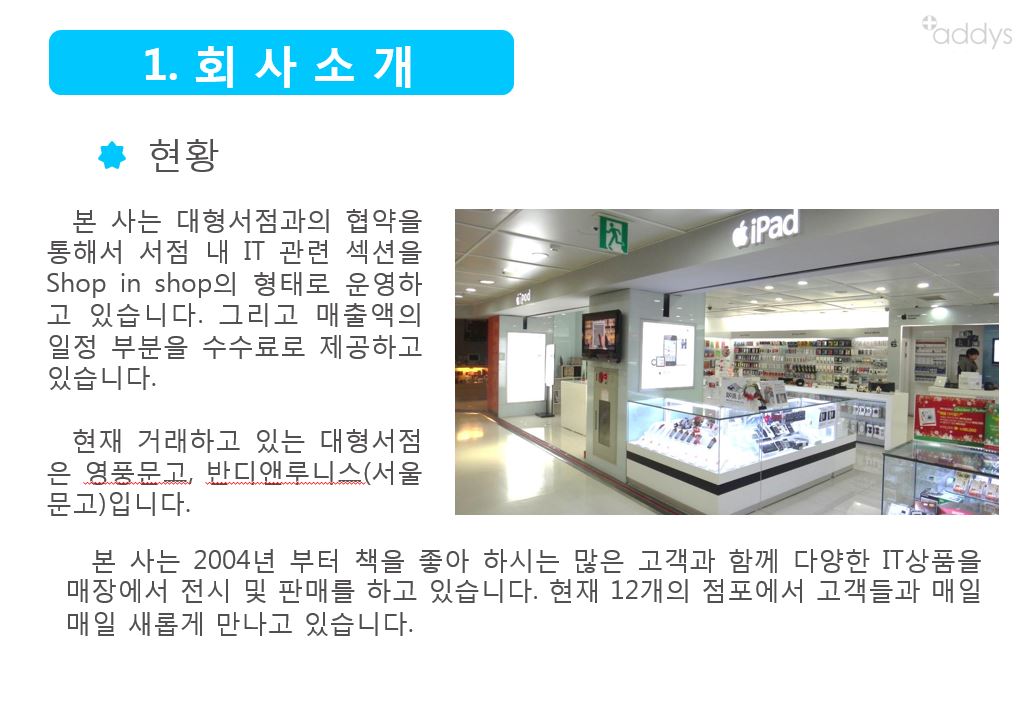 addys
1. 회 사 소 개
현황
본 사는 대형서점과의 협약을
통해서 서점 내 IT 관련 섹션을
Shop in shop의 형태로 운영하
고 있습니다. 그리고 매출액의
일정 부분을 수수료로 제공하고
있습니다.
현재 거래하고 있는 대형서점
은 영풍문고, 반디앤루니스(서울
문고)입니다.
iPad
iPod
본 사는 2004년 부터 책을 좋아 하시는 많은 고객과 함께 다양한 IT상품을
매장에서 전시 및 판매를 하고 있습니다. 현재 12개의 점포에서 고객들과 매일
매일 새롭게 만나고 있습니다.